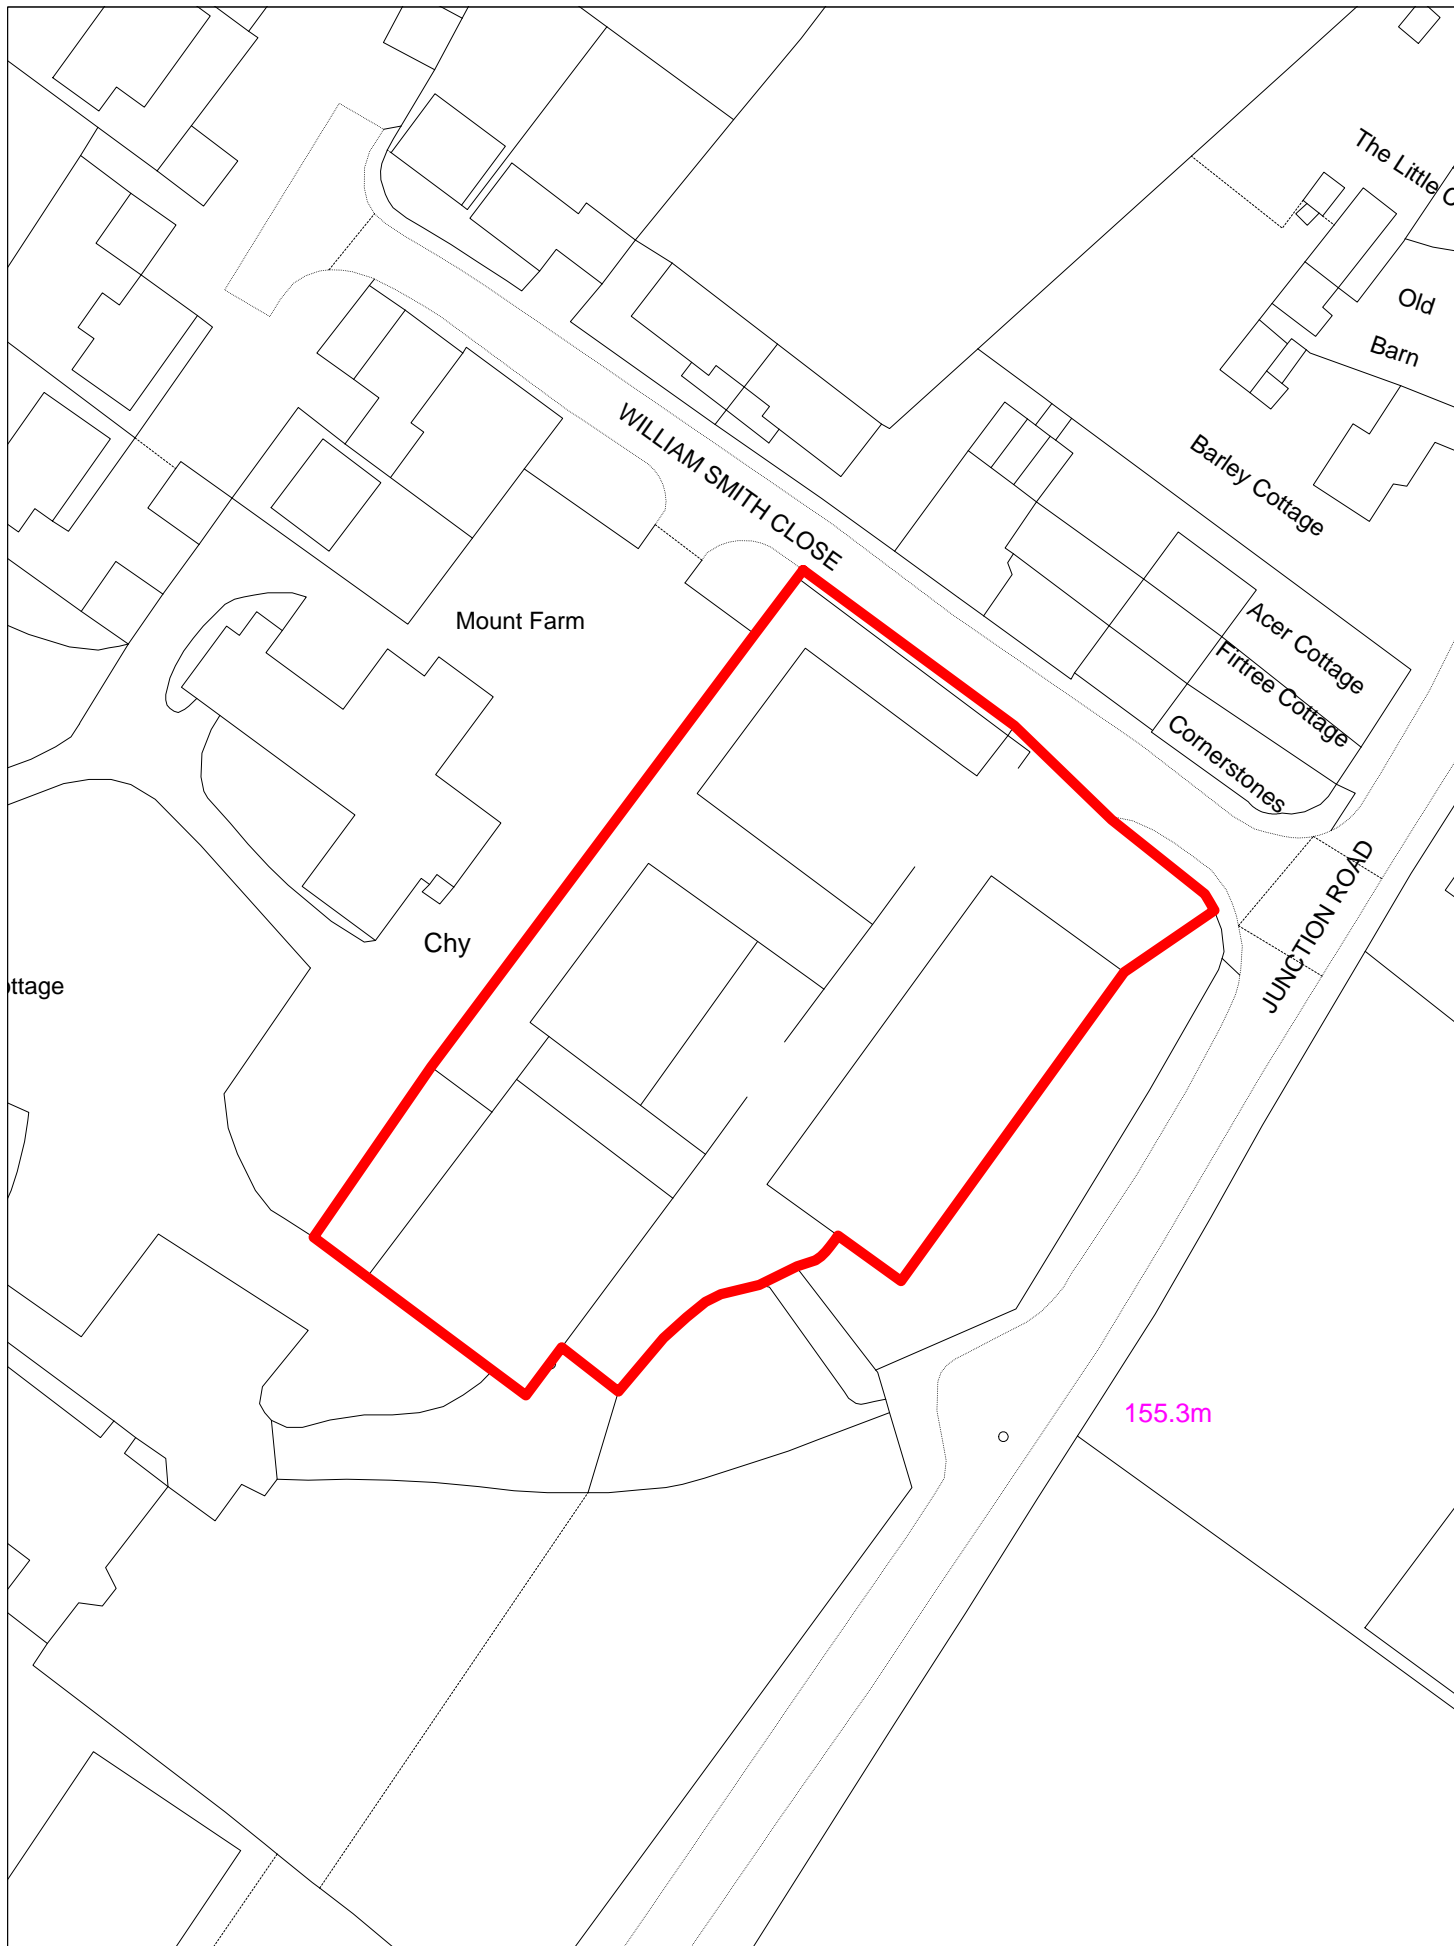 The Little C
Old
Barn
WILLIAM SMITH CLOSE
Barley Cottage
Acer Cottage
Mount Farm
Firtree Cottage
Cornerstones
JUNCTION ROAD
Chy
ottage
155.3m